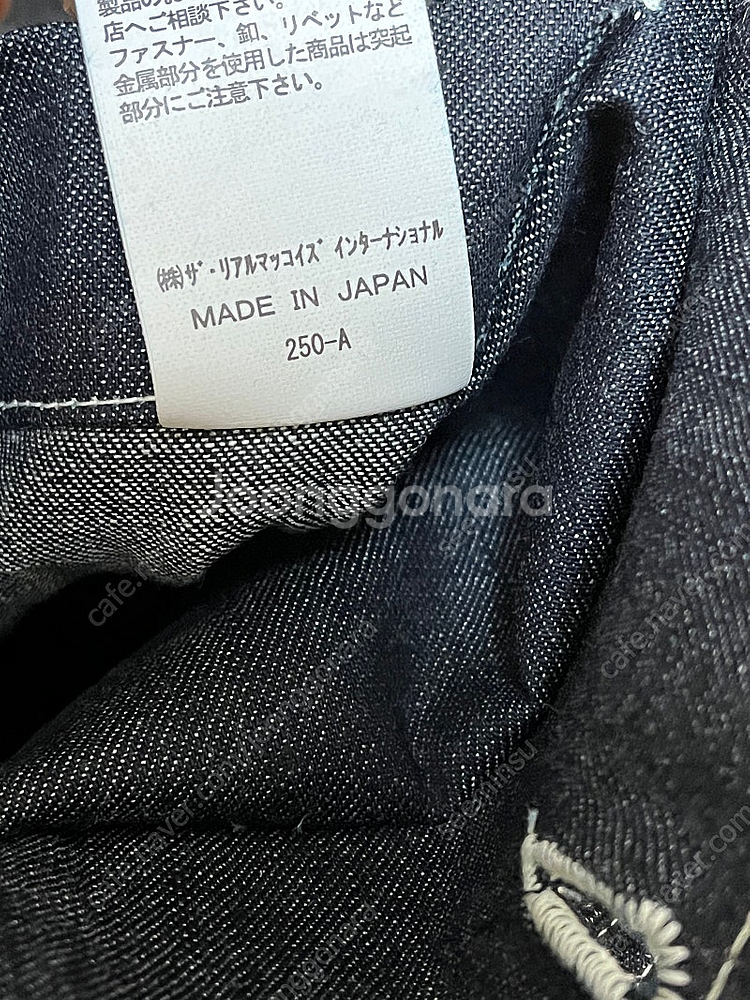 店へご相談下さい。
ファスナー、釦、リベットなど
金属部分を使用した商品は突起
部分にご注意下さい。
(株)ザ・リアルマッコイズ インターナショナル
MADE IN JAPAN
250-A
Joonggonara